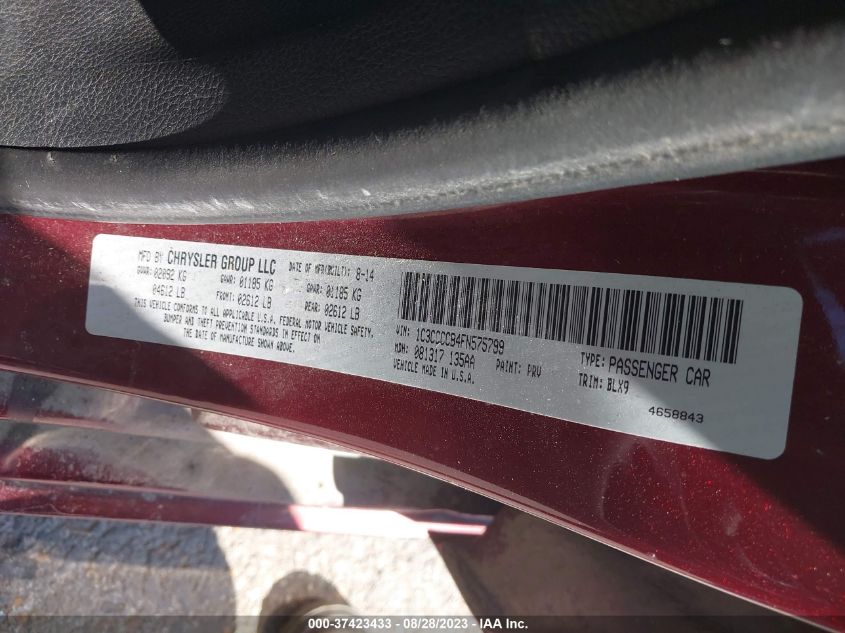 MFD BY CHRYSLER GROUP LLC DATE OF MFR(BUILT): 8-14
GVWR: 02092 KG GAWR: 01185 KG GAWR: 01185 KG
04612 LB FRONT: 02612 LB REAR: 02612 LB
THIS VEHICLE CONFORMS TO ALL APPLICABLE U.S.A. FEDERAL MOTOR VEHICLE SAFETY,
BUMPER AND THEFT PREVENTION STANDARDS IN EFFECT ON
THE DATE OF MANUFACTURE SHOWN ABOVE.
VIN: 1C3CCCCB4FN575799 TYPE: PASSENGER CAR
MDH: 081317 135AA PAINT: PRV TRIM: BLX9
VEHICLE MADE IN U.S.A. 4658843
000-37423433 - 08/28/2023 - IAA Inc.